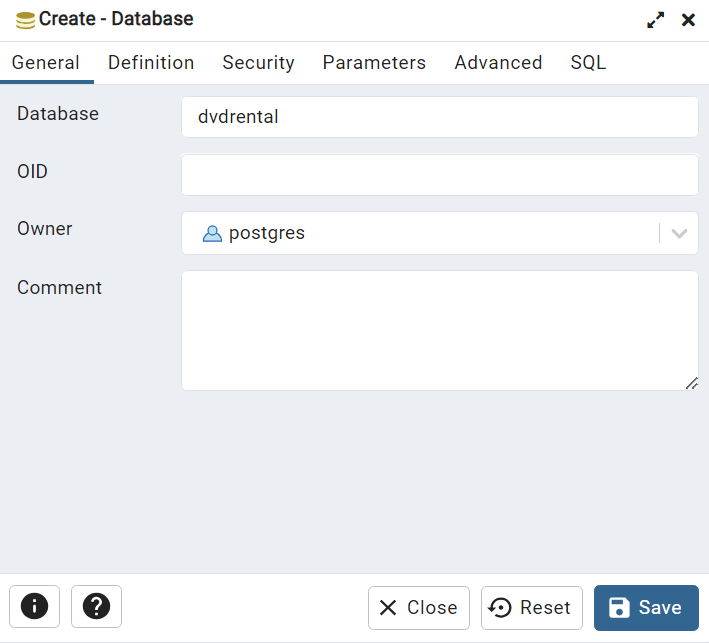 Create - Database
General Definition Security Parameters Advanced SQL
Database dvdrental
OID
Owner postgres
Comment
Close Reset Save